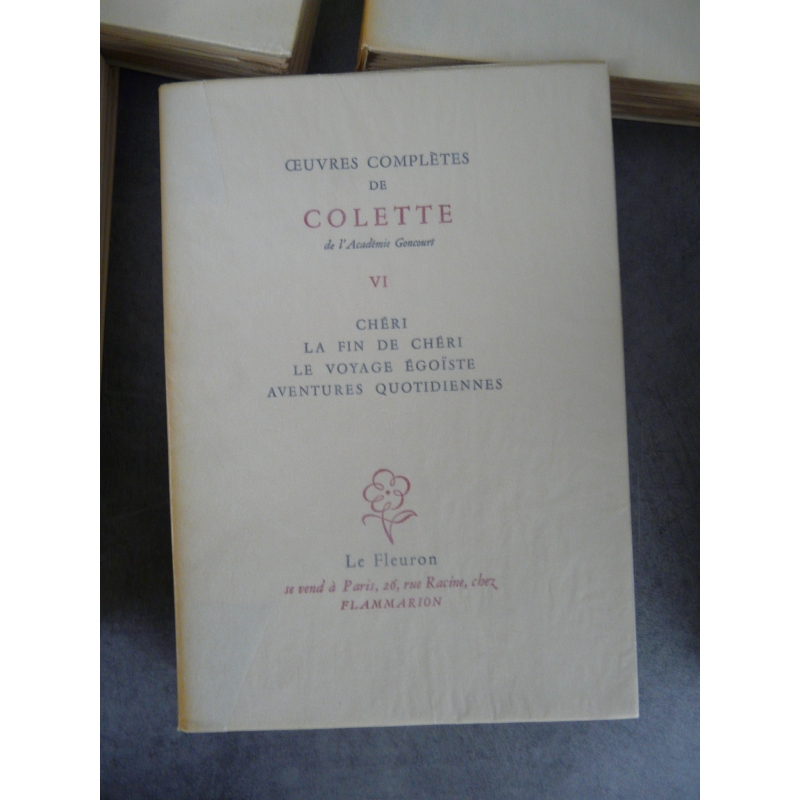 ŒUVRES COMPLÈTES
DE
COLETTE
de l'Académie Goncourt
VI
CHÉRI
LA FIN DE CHÉRI
LE VOYAGE ÉGOÏSTE
AVENTURES QUOTIDIENNES
Le Fleuron
se vend à Paris, 26, rue Racine, chez
FLAMMARION